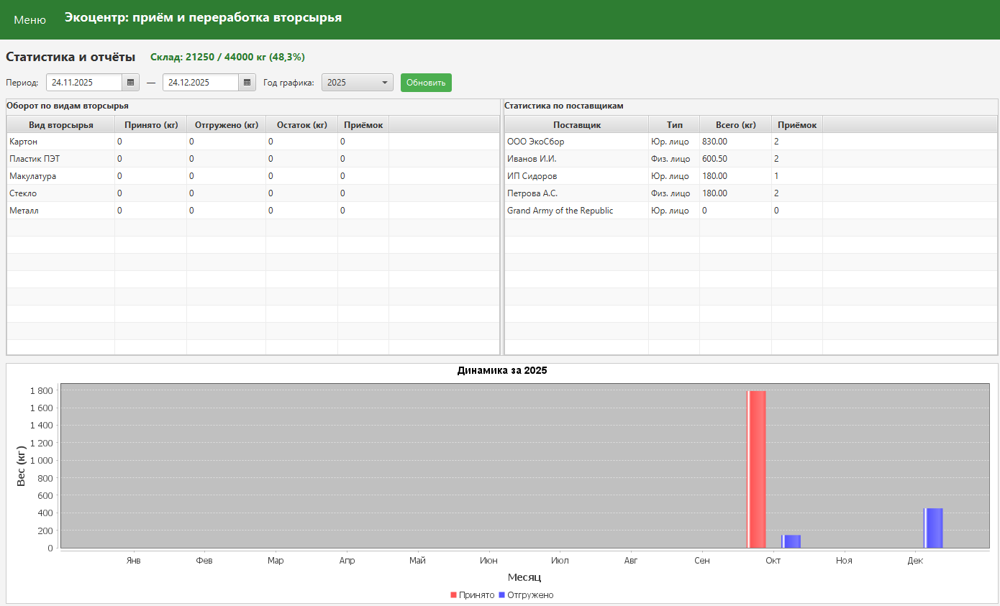 Меню Экоцентр: приём и переработка вторсырья
Статистика и отчёты Склад: 21250 / 44000 кг (48,3%)
Период: 24.11.2025 — 24.12.2025 Год графика: 2025 Обновить
Оборот по видам вторсырья
Вид вторсырья Принято (кг) Отгружено (кг) Остаток (кг) Приёмок
Картон 0 0 0 0
Пластик ПЭТ 0 0 0 0
Макулатура 0 0 0 0
Стекло 0 0 0 0
Металл 0 0 0 0
Статистика по поставщикам
Поставщик Тип Всего (кг) Приёмок
ООО ЭкоСбор Юр. лицо 830.00 2
Иванов И.И. Физ. лицо 600.50 2
ИП Сидоров Юр. лицо 180.00 1
Петрова А.С. Физ. лицо 180.00 2
Grand Army of the Republic Юр. лицо 0 0
Динамика за 2025
Вес (кг)
1 800
1 600
1 400
1 200
1 000
800
600
400
200
0
Янв Фев Мар Апр Май Июн Июл Авг Сен Окт Ноя Дек
Месяц
Принято Отгружено